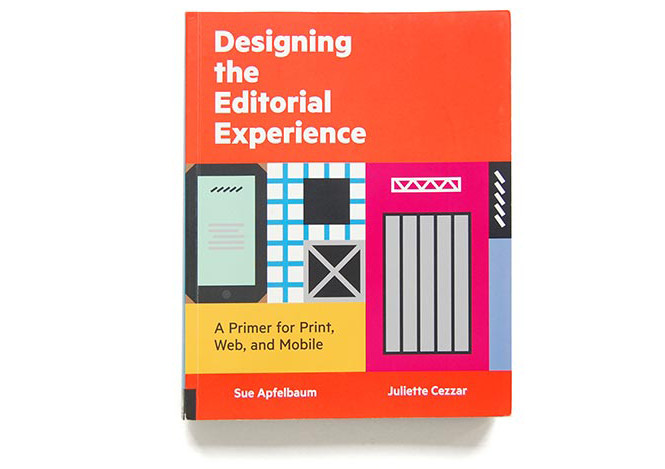 Designing
the
Editorial
Experience
A Primer for Print,
Web, and Mobile
Sue Apfelbaum
Juliette Cezzar